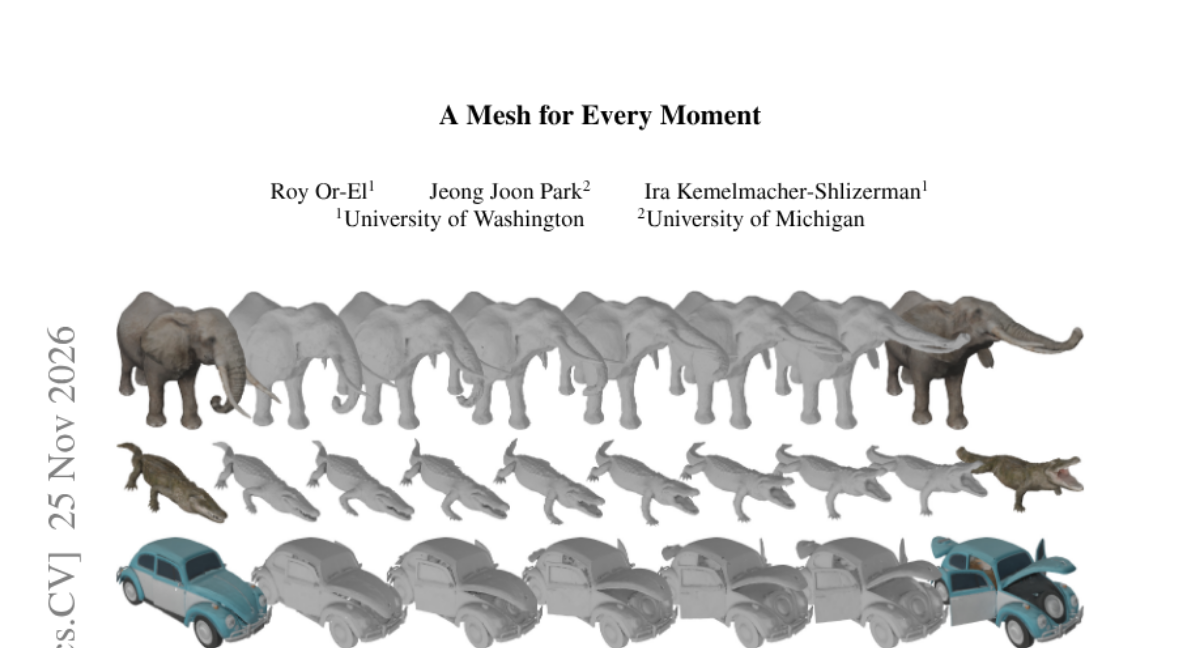 A Mesh for Every Moment
Roy Or-El¹ Jeong Joon Park² Ira Kemelmacher-Shlizerman¹
¹University of Washington ²University of Michigan
cs.CV] 25 Nov 2026